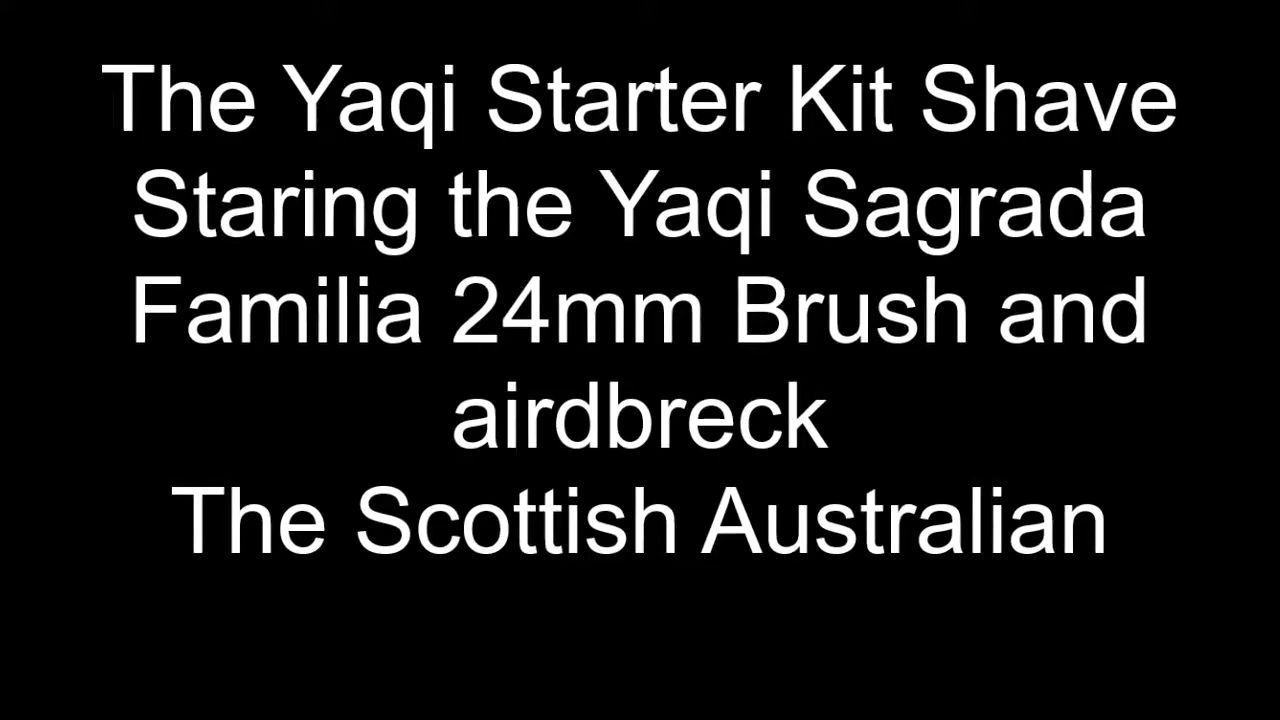 The Yaqi Starter Kit Shave
Staring the Yaqi Sagrada
Familia 24mm Brush and
airdbreck
The Scottish Australian